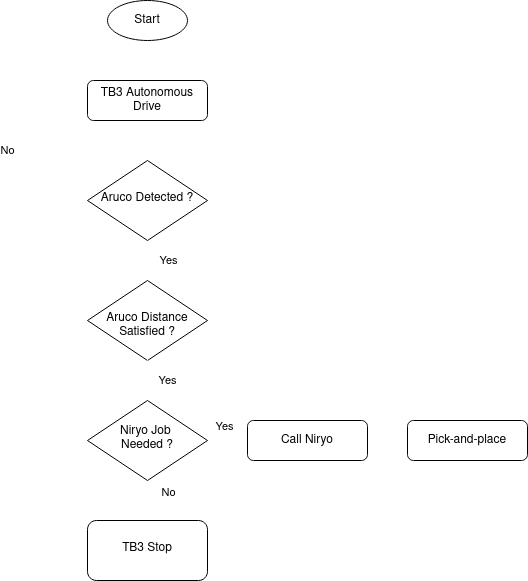 Start
TB3 Autonomous
Drive
No
Aruco Detected ?
Yes
Aruco Distance
Satisfied ?
Yes
Niryo Job
Needed ?
Yes
Call Niryo
Pick-and-place
No
TB3 Stop